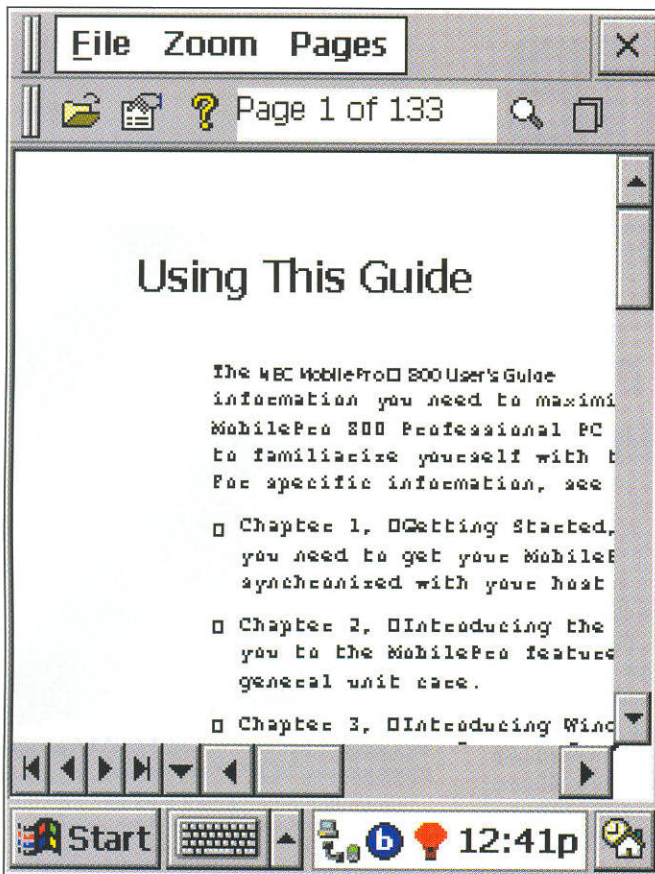 File Zoom Pages
Page 1 of 133
Using This Guide
The NEC MobilePro□ 800 User's Guide
information you need to maximi
MobilePro 800 Professional PC
to familiarize yourself with t
For specific information, see
□ Chapter 1, □Getting Started,
you need to get your MobileP
synchronized with your host
□ Chapter 2, □Introducing the
you to the MobilePro feature
general unit care.
□ Chapter 3, □Introducing Wind
Start
b
12:41p